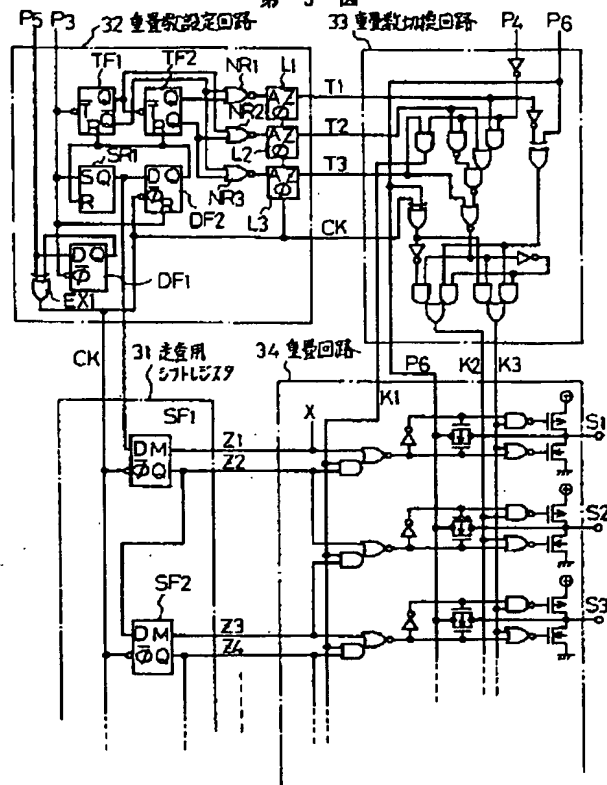 第 3 図
P5 P3 32 重畳数設定回路 33 重畳数切換回路 P4 P6
TF1 TF2 NR1 L1
T Q T Q A Z Φ T1
R R
NR2
L2 A Z Φ T2
SR1
S Q D Q NR3 A Z Φ T3
R Φ R
DF2 L3
CK
D Q
Φ DF1
EX1
CK 31 走査用シフトレジスタ 34 重畳回路 P6 K2 K3
K1
SF1 X S1
D M Z1
Φ Q Z2
S2
SF2
D M Z3 S3
Φ Q Z4